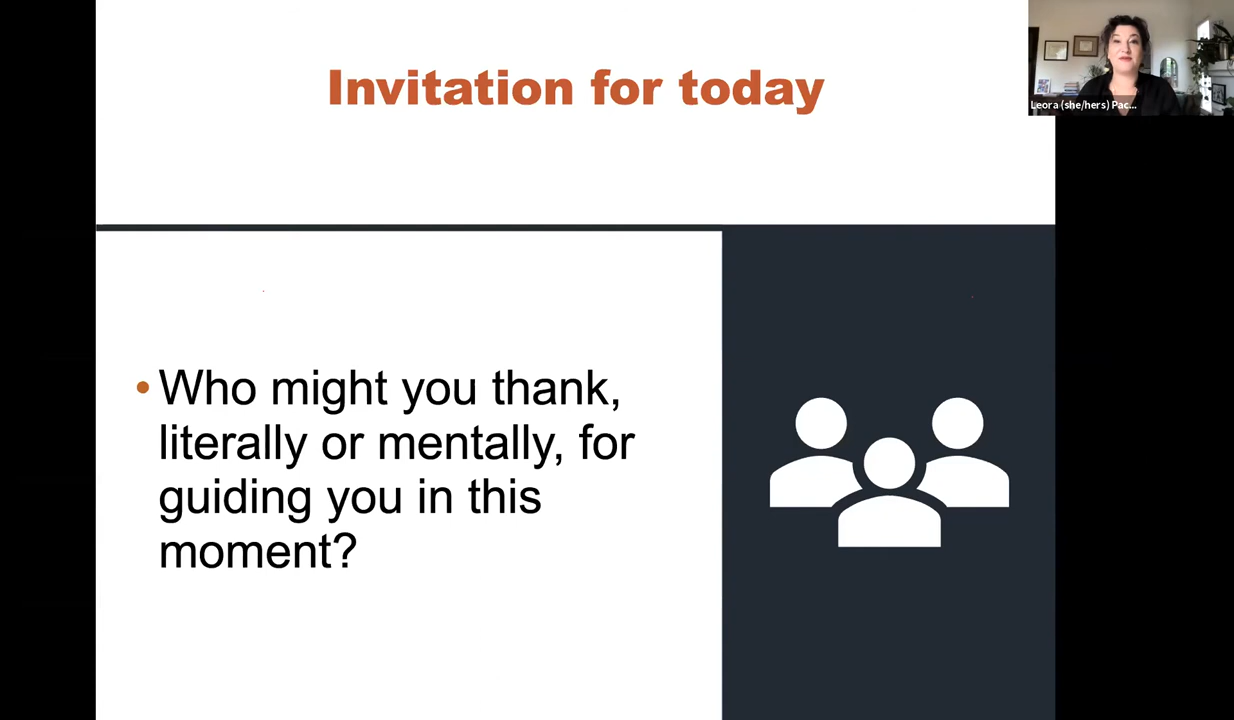 Invitation for today
Leora (she/hers) Pac...
• Who might you thank,
literally or mentally, for
guiding you in this
moment?